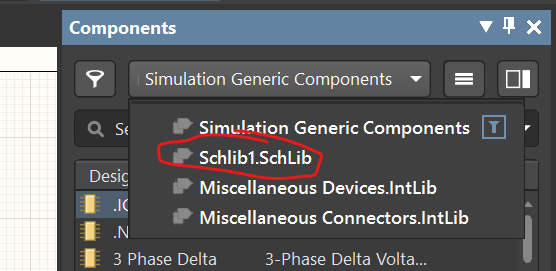 Components
Simulation Generic Components
Se
Simulation Generic Components
Schlib1.SchLib
Miscellaneous Devices.IntLib
Miscellaneous Connectors.IntLib
Desig
.IC
.N
3 Phase Delta 3-Phase Delta Volta...